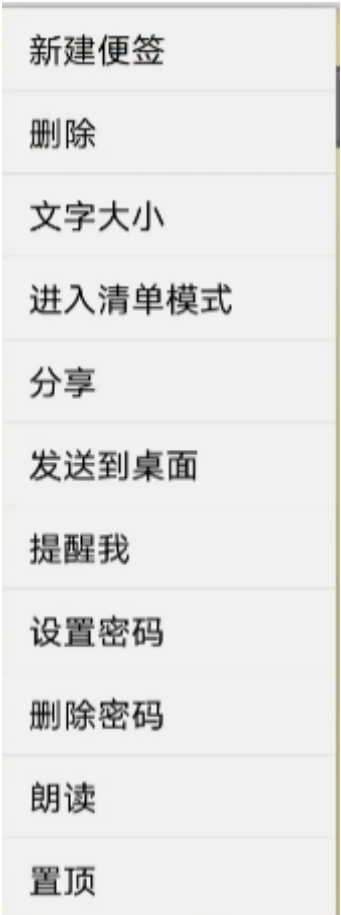 新建便签
删除
文字大小
进入清单模式
分享
发送到桌面
提醒我
设置密码
删除密码
朗读
置顶